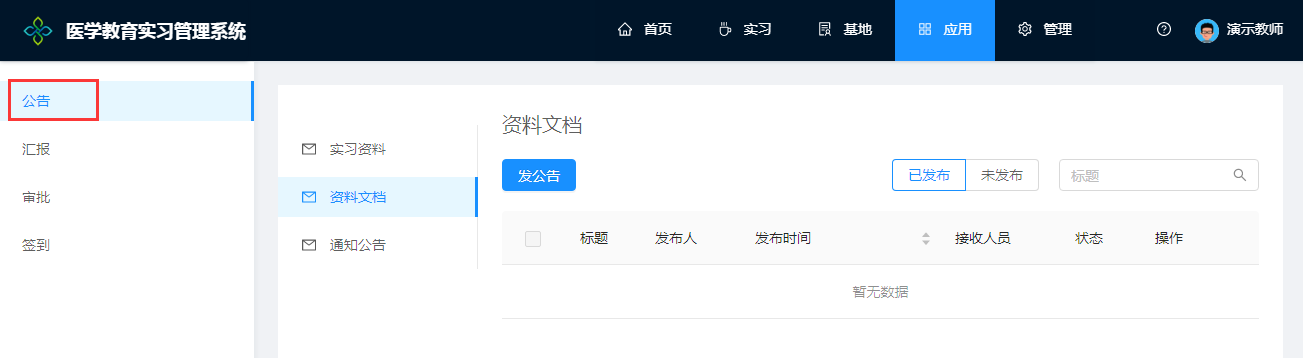 医学教育实习管理系统 首页 实习 基地 应用 管理 演示教师
公告
汇报
审批
签到
实习资料
资料文档
通知公告
资料文档
发公告 已发布 未发布 标题
标题 发布人 发布时间 接收人员 状态 操作
暂无数据